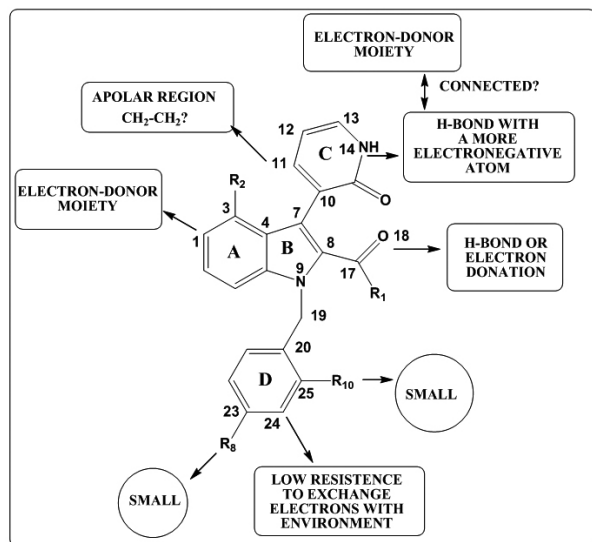 ELECTRON-DONOR
MOIETY
CONNECTED?
APOLAR REGION
CH2-CH2?
H-BOND WITH
A MORE
ELECTRONEGATIVE
ATOM
13
12
C
14
NH
11
R2
10
O
ELECTRON-DONOR
MOIETY
3
4
7
1
A
B
8
O
18
H-BOND OR
ELECTRON
DONATION
9
N
17
R1
19
20
D
R10
SMALL
25
23
24
R8
SMALL
LOW RESISTENCE
TO EXCHANGE
ELECTRONS WITH
ENVIRONMENT